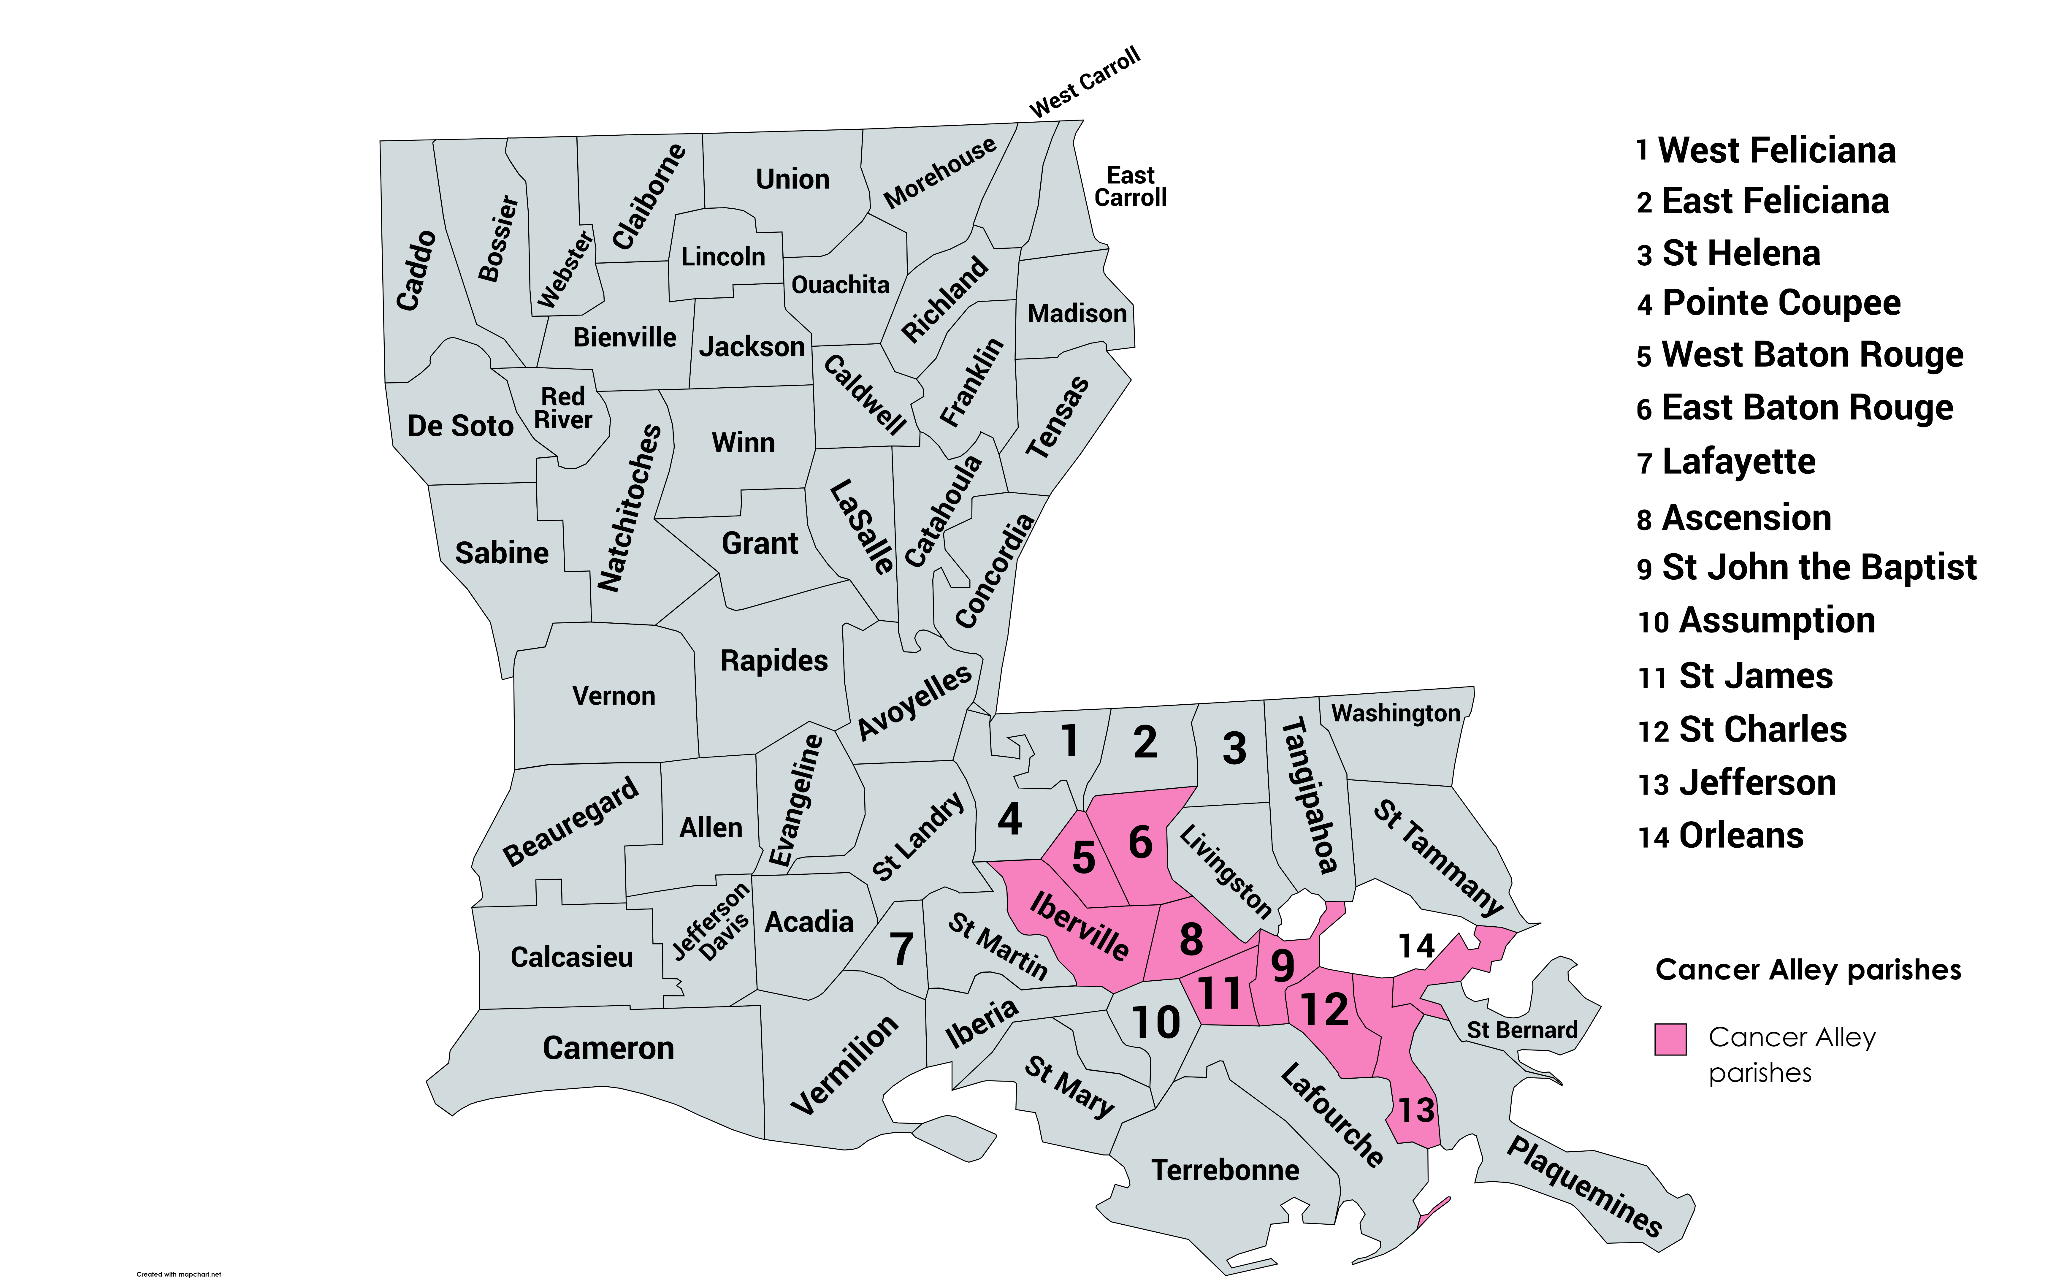 West Carroll
East
Carroll
Morehouse
Union
Claiborne
Webster
Bossier
Caddo
Lincoln
Ouachita
Richland
Madison
Bienville
Jackson
Caldwell
Franklin
Tensas
De Soto
Red
River
Natchitoches
Winn
LaSalle
Catahoula
Concordia
Sabine
Grant
Vernon
Rapides
Avoyelles
1
2
3
Tangipahoa
Washington
Beauregard
Allen
Evangeline
St Landry
4
5
6
Livingston
St Tammany
Calcasieu
Jefferson
Davis
Acadia
7
St Martin
Iberville
8
9
14
Cameron
Vermilion
Iberia
St Mary
10
11
12
St Bernard
13
Lafourche
Terrebonne
Plaquemines
1 West Feliciana
2 East Feliciana
3 St Helena
4 Pointe Coupee
5 West Baton Rouge
6 East Baton Rouge
7 Lafayette
8 Ascension
9 St John the Baptist
10 Assumption
11 St James
12 St Charles
13 Jefferson
14 Orleans
Cancer Alley parishes
Cancer Alley
parishes
Created with mapchart.net